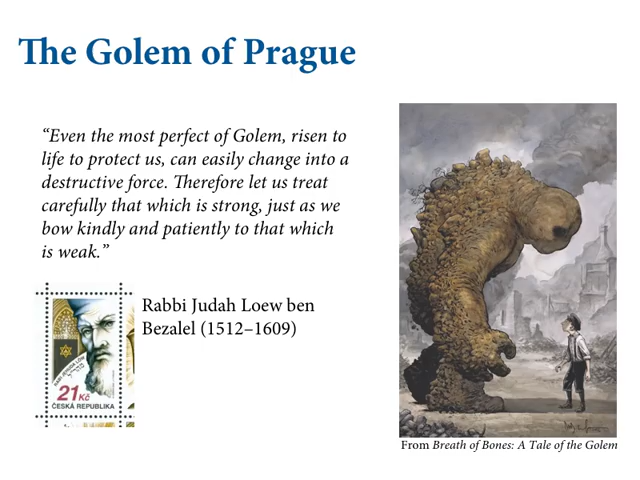 The Golem of Prague
“Even the most perfect of Golem, risen to
life to protect us, can easily change into a
destructive force. Therefore let us treat
carefully that which is strong, just as we
bow kindly and patiently to that which
is weak.”
Rabbi Judah Loew ben
Bezalel (1512–1609)
21 Kč
ČESKÁ REPUBLIKA
From Breath of Bones: A Tale of the Golem